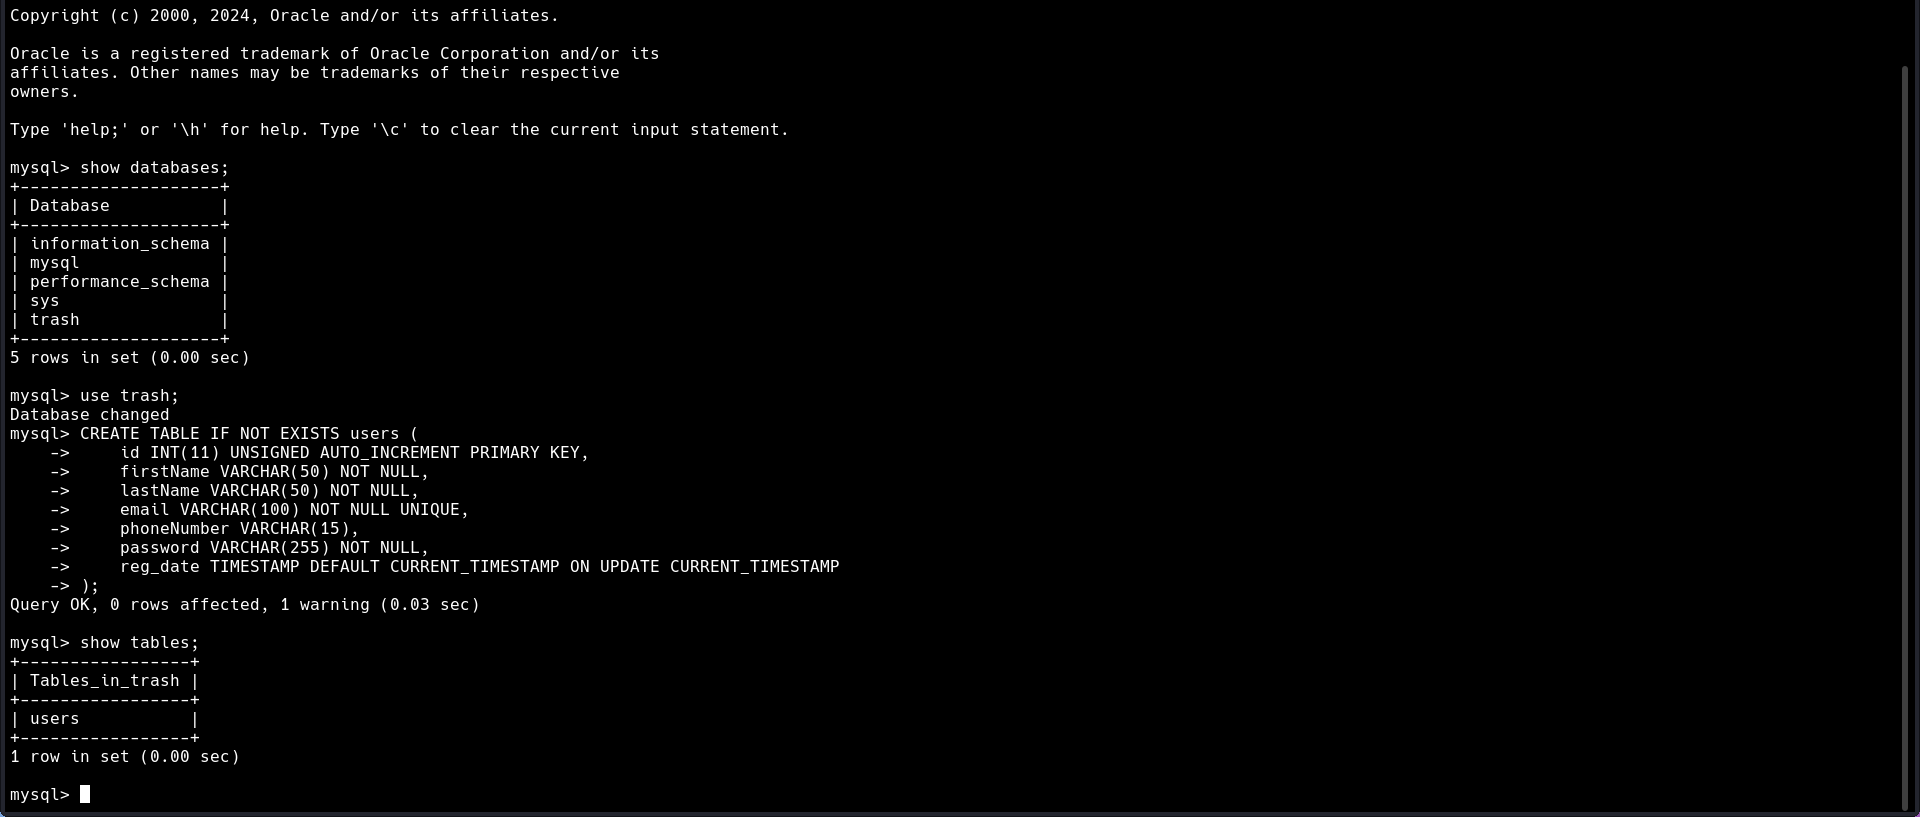 Copyright (c) 2000, 2024, Oracle and/or its affiliates.

Oracle is a registered trademark of Oracle Corporation and/or its
affiliates. Other names may be trademarks of their respective
owners.

Type 'help;' or '\h' for help. Type '\c' to clear the current input statement.

mysql> show databases;
+--------------------+
| Database           |
+--------------------+
| information_schema |
| mysql              |
| performance_schema |
| sys                |
| trash              |
+--------------------+
5 rows in set (0.00 sec)

mysql> use trash;
Database changed
mysql> CREATE TABLE IF NOT EXISTS users (
    ->     id INT(11) UNSIGNED AUTO_INCREMENT PRIMARY KEY,
    ->     firstName VARCHAR(50) NOT NULL,
    ->     lastName VARCHAR(50) NOT NULL,
    ->     email VARCHAR(100) NOT NULL UNIQUE,
    ->     phoneNumber VARCHAR(15),
    ->     password VARCHAR(255) NOT NULL,
    ->     reg_date TIMESTAMP DEFAULT CURRENT_TIMESTAMP ON UPDATE CURRENT_TIMESTAMP
    -> );
Query OK, 0 rows affected, 1 warning (0.03 sec)

mysql> show tables;
+-----------------+
| Tables_in_trash |
+-----------------+
| users           |
+-----------------+
1 row in set (0.00 sec)

mysql>